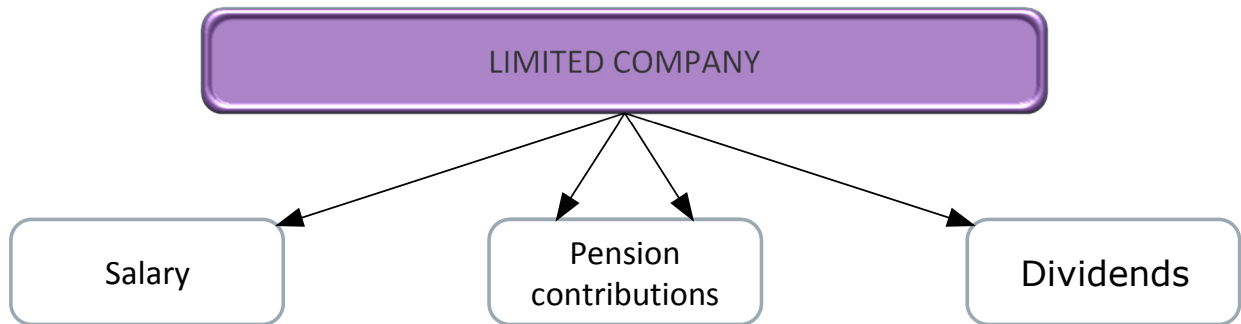 LIMITED COMPANY
Salary
Pension
contributions
Dividends